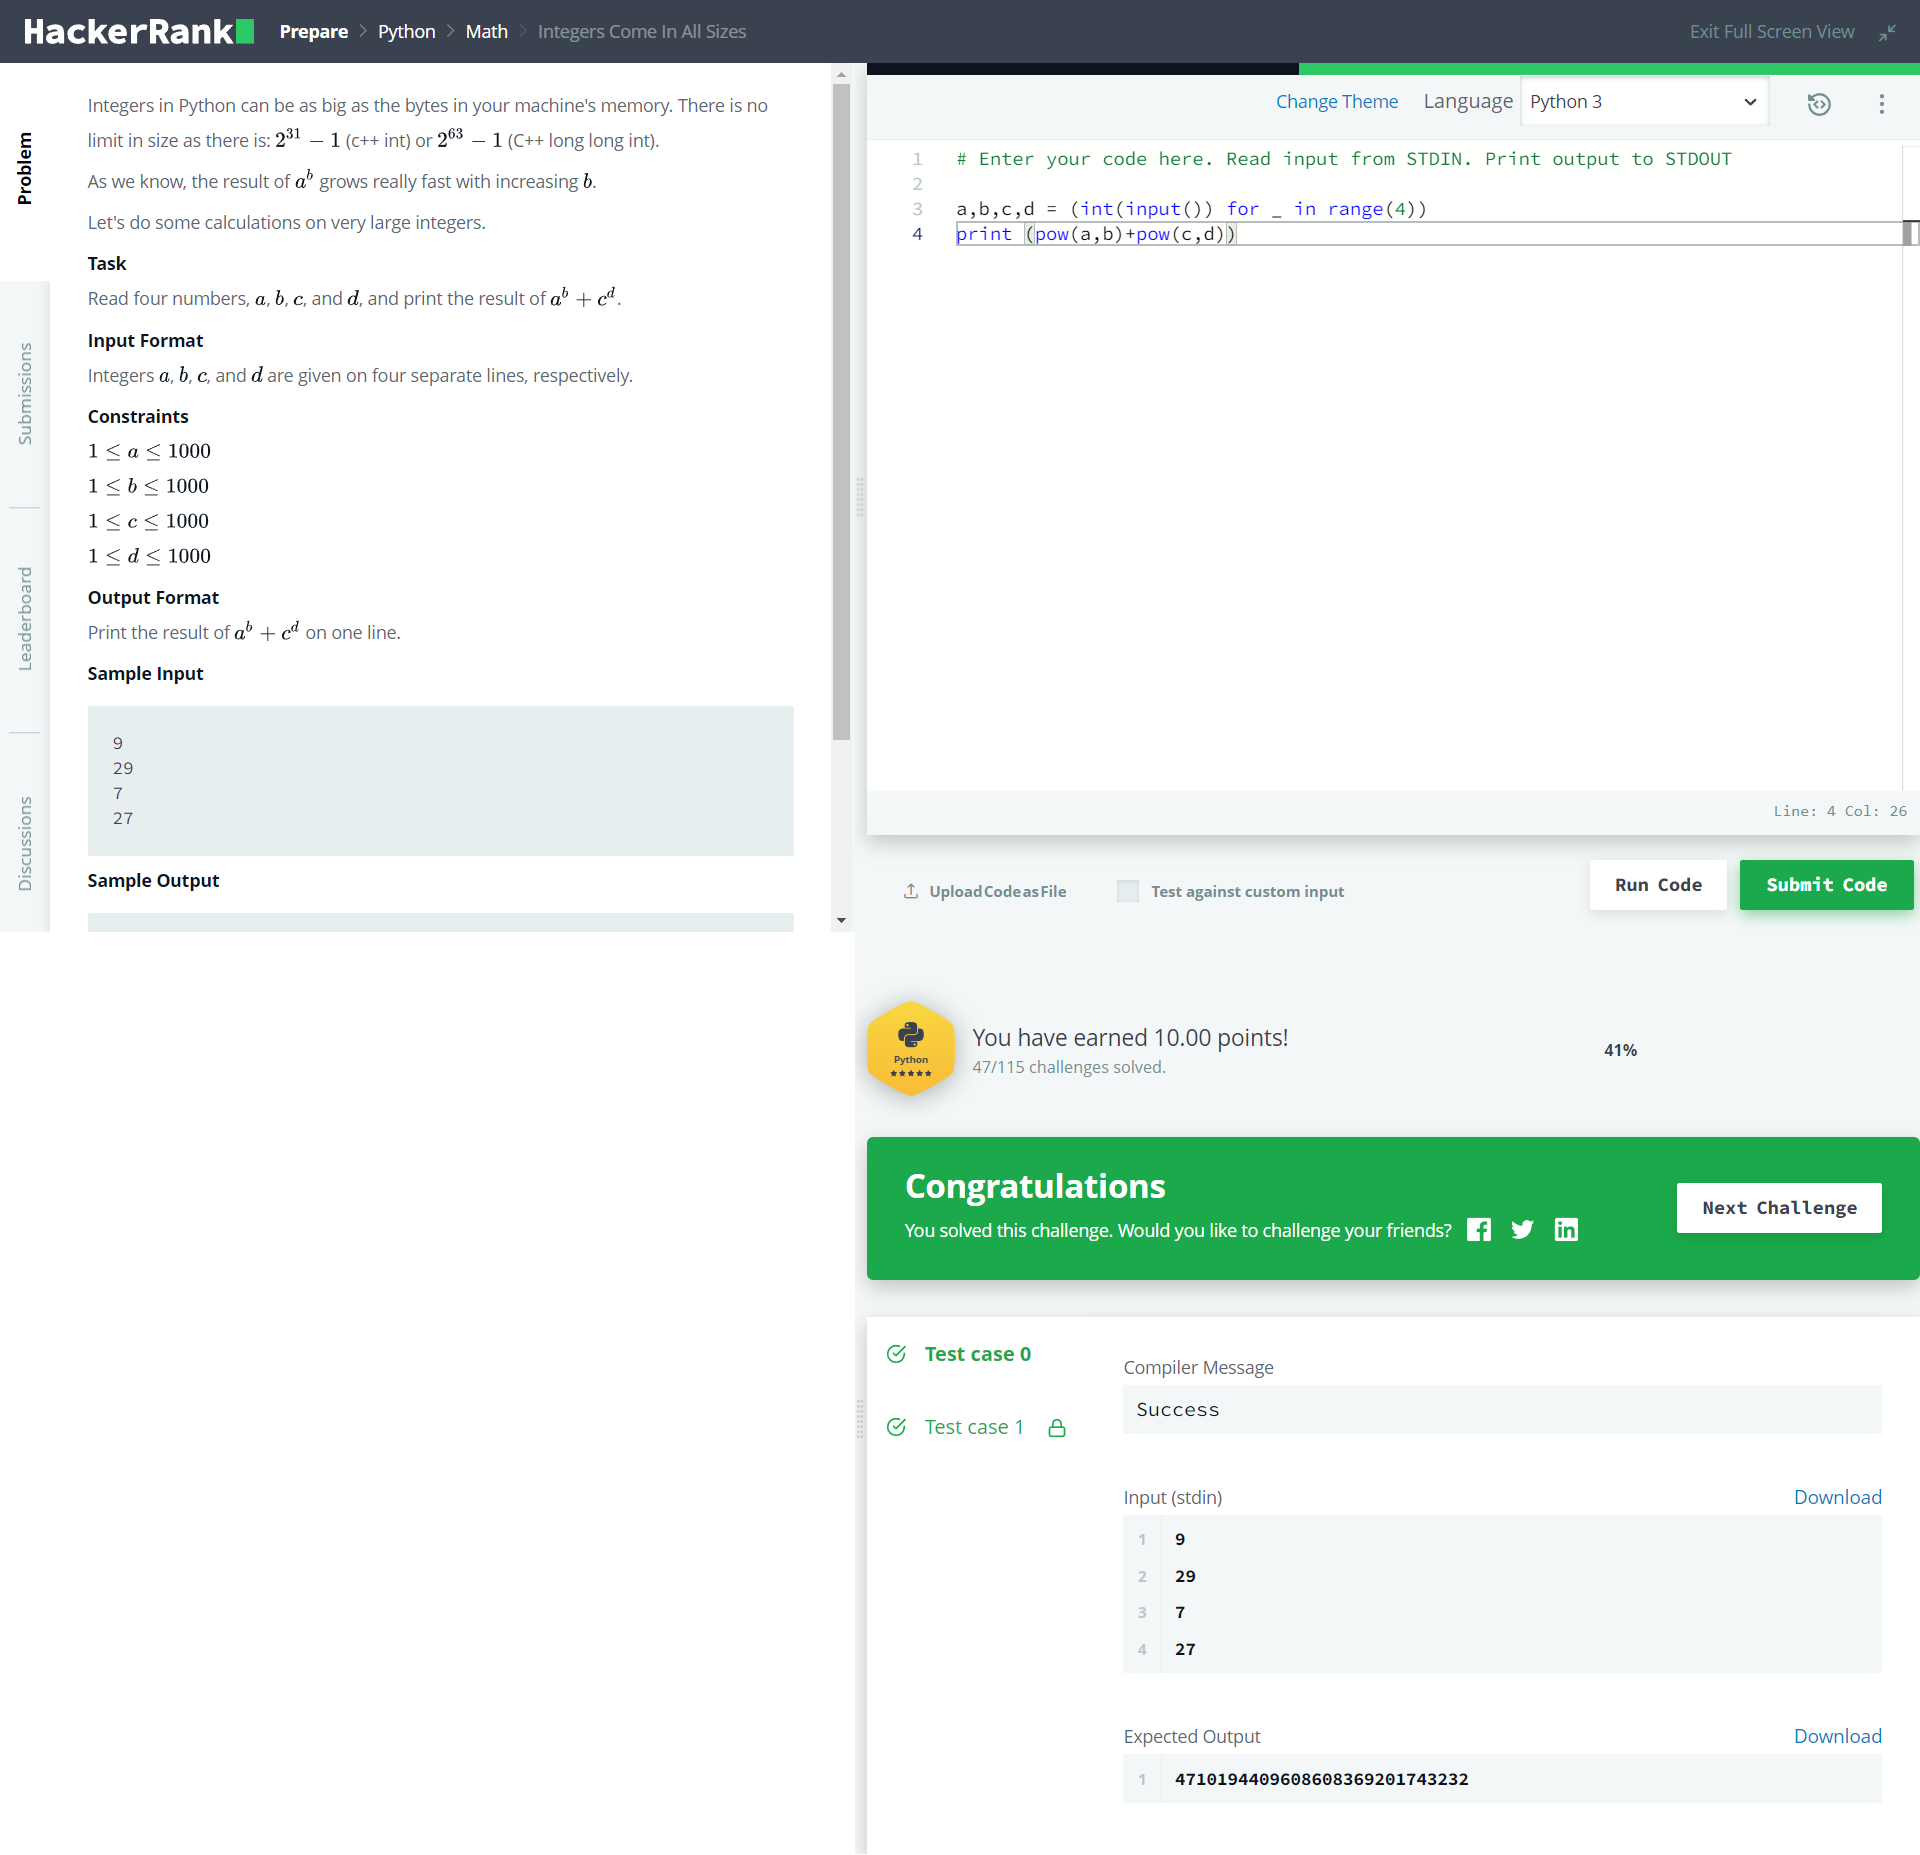 HackerRank
Prepare > Python > Math > Integers Come In All Sizes
Exit Full Screen View
Problem
Submissions
Leaderboard
Discussions
Integers in Python can be as big as the bytes in your machine's memory. There is no
limit in size as there is: 2^31 − 1 (c++ int) or 2^63 − 1 (C++ long long int).
As we know, the result of a^b grows really fast with increasing b.
Let's do some calculations on very large integers.
Task
Read four numbers, a, b, c, and d, and print the result of a^b + c^d.
Input Format
Integers a, b, c, and d are given on four separate lines, respectively.
Constraints
1 ≤ a ≤ 1000
1 ≤ b ≤ 1000
1 ≤ c ≤ 1000
1 ≤ d ≤ 1000
Output Format
Print the result of a^b + c^d on one line.
Sample Input
9
29
7
27
Sample Output
Change Theme
Language
Python 3
1 # Enter your code here. Read input from STDIN. Print output to STDOUT
2
3 a,b,c,d = (int(input()) for _ in range(4))
4 print (pow(a,b)+pow(c,d))
Line: 4 Col: 26
Upload Code as File
Test against custom input
Run Code
Submit Code
Python
★★★★★
You have earned 10.00 points!
47/115 challenges solved.
41%
Congratulations
You solved this challenge. Would you like to challenge your friends?
Next Challenge
Test case 0
Test case 1
Compiler Message
Success
Input (stdin)
Download
1 9
2 29
3 7
4 27
Expected Output
Download
1 4710194409608608369201743232